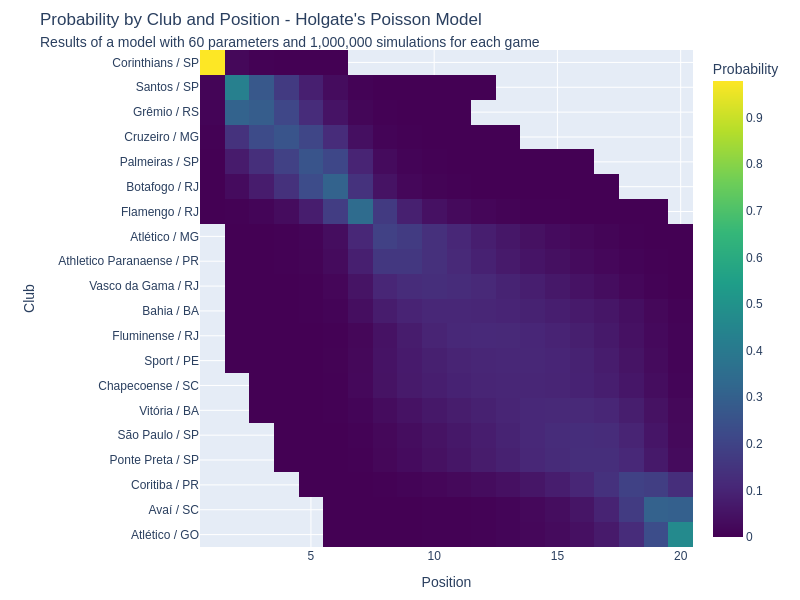 Probability by Club and Position - Holgate's Poisson Model
Results of a model with 60 parameters and 1,000,000 simulations for each game
Probability
Corinthians / SP
Santos / SP
Grêmio / RS
Cruzeiro / MG
Palmeiras / SP
Botafogo / RJ
Flamengo / RJ
Atlético / MG
Athletico Paranaense / PR
Vasco da Gama / RJ
Bahia / BA
Fluminense / RJ
Sport / PE
Chapecoense / SC
Vitória / BA
São Paulo / SP
Ponte Preta / SP
Coritiba / PR
Avaí / SC
Atlético / GO
Club
5 10 15 20
Position
0.9
0.8
0.7
0.6
0.5
0.4
0.3
0.2
0.1
0